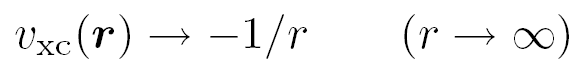 v_xc(r) → −1/r (r → ∞)